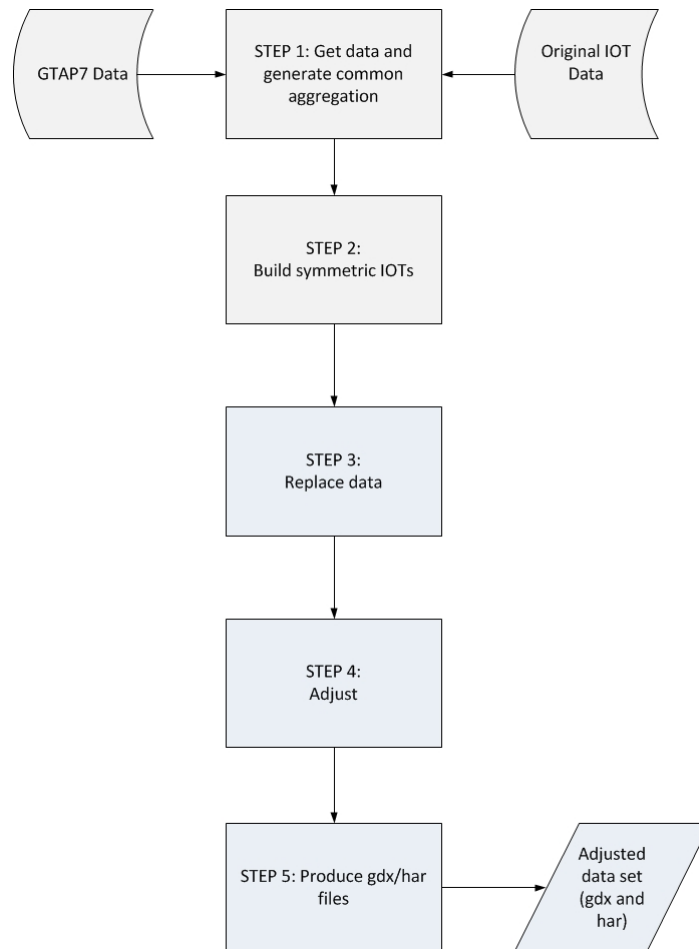 GTAP7 Data
STEP 1: Get data and
generate common
aggregation
Original IOT
Data
STEP 2:
Build symmetric IOTs
STEP 3:
Replace data
STEP 4:
Adjust
STEP 5: Produce gdx/har
files
Adjusted
data set
(gdx and
har)